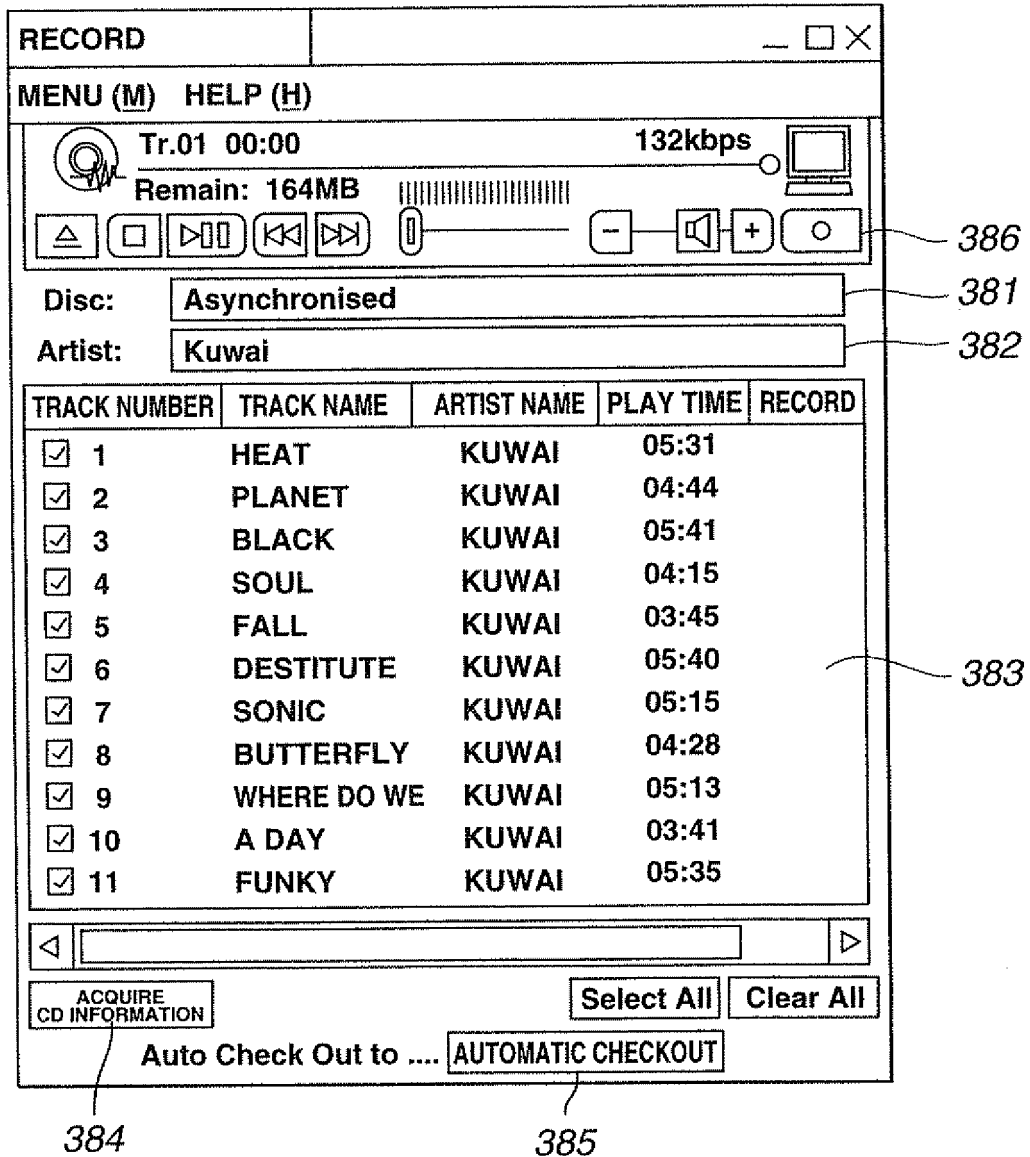 RECORD
MENU (M) HELP (H)
Tr.01 00:00 132kbps
Remain: 164MB
386
Disc: Asynchronised 381
Artist: Kuwai 382
TRACK NUMBER TRACK NAME ARTIST NAME PLAY TIME RECORD
1 HEAT KUWAI 05:31
2 PLANET KUWAI 04:44
3 BLACK KUWAI 05:41
4 SOUL KUWAI 04:15
5 FALL KUWAI 03:45
6 DESTITUTE KUWAI 05:40 383
7 SONIC KUWAI 05:15
8 BUTTERFLY KUWAI 04:28
9 WHERE DO WE KUWAI 05:13
10 A DAY KUWAI 03:41
11 FUNKY KUWAI 05:35
ACQUIRE
CD INFORMATION
Select All Clear All
Auto Check Out to .... AUTOMATIC CHECKOUT
384 385